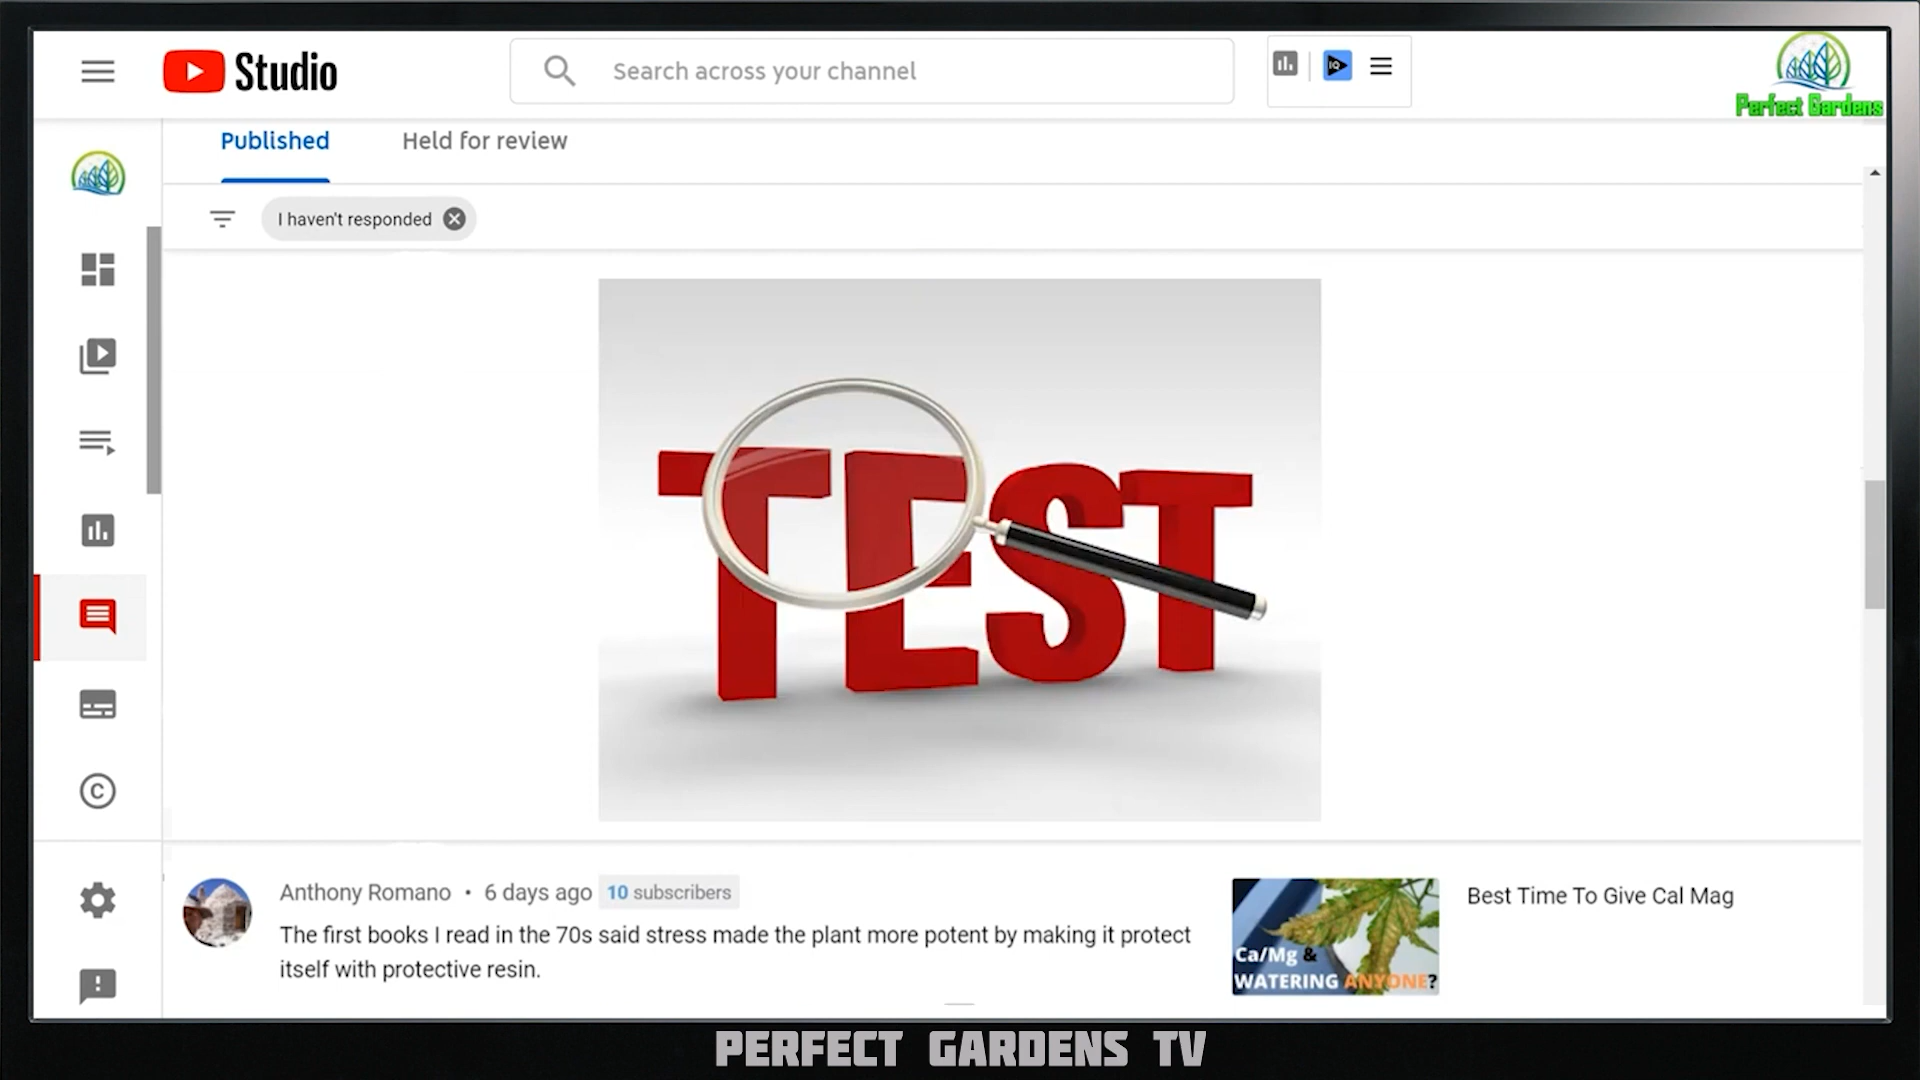 Studio
Search across your channel
IQ
Perfect Gardens
Published
Held for review
I haven't responded
TEST
Anthony Romano • 6 days ago 10 subscribers
The first books I read in the 70s said stress made the plant more potent by making it protect
itself with protective resin.
Ca/Mg &
WATERING ANYONE?
Best Time To Give Cal Mag
PERFECT GARDENS TV